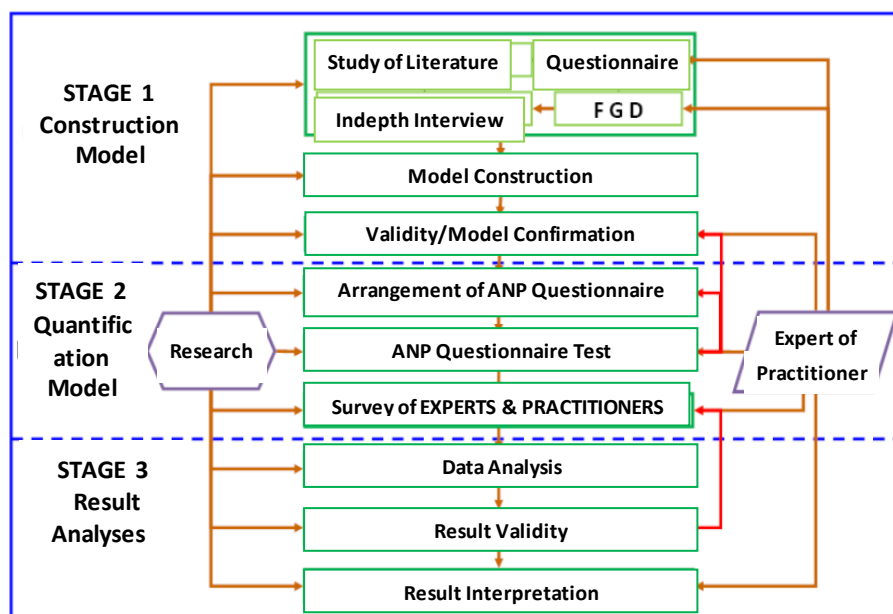 STAGE 1
Construction
Model
Study of Literature
Questionnaire
Indepth Interview
F G D
Model Construction
Validity/Model Confirmation
STAGE 2
Quantific
ation
Model
Research
Arrangement of ANP Questionnaire
ANP Questionnaire Test
Survey of EXPERTS & PRACTITIONERS
Expert of
Practitioner
STAGE 3
Result
Analyses
Data Analysis
Result Validity
Result Interpretation